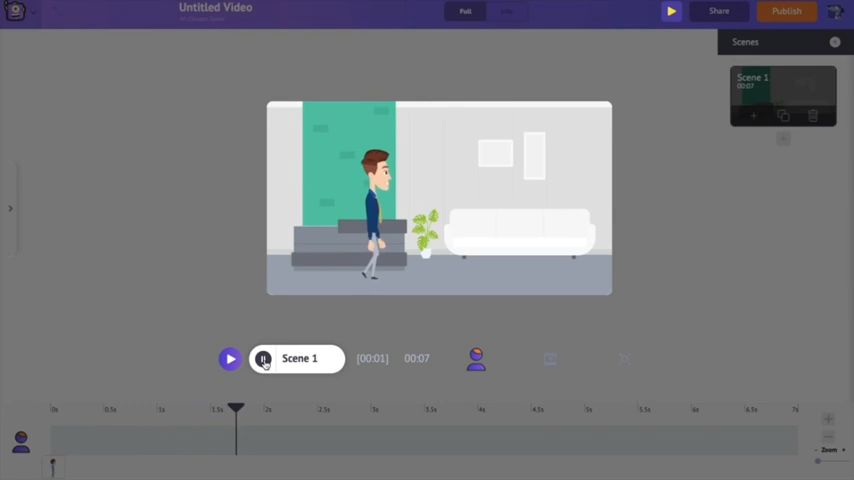 Untitled Video
Full
Share
Publish
Scenes
Scene 1
00:07
Scene 1
[00:01]
00:07
0s
0.5s
1s
1.5s
2s
2.5s
3s
3.5s
4s
4.5s
5s
5.5s
6s
6.5s
7s
- Zoom +